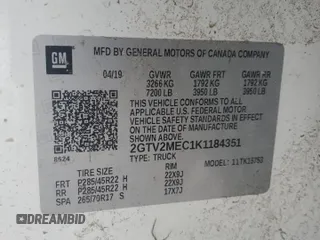 GM
MFD BY GENERAL MOTORS OF CANADA COMPANY
04/19 GVWR GAWR FRT GAWR RR
3266 KG 1792 KG 1792 KG
7200 LB 3950 LB 3950 LB
THIS VEHICLE CONFORMS TO ALL
APPLICABLE U.S. FEDERAL MOTOR
VEHICLE SAFETY STANDARDS IN
EFFECT ON THE DATE OF
MANUFACTURE SHOWN ABOVE.
2GTV2MEC1K1184351
TYPE: TRUCK
TIRE SIZE RIM
FRT P285/45R22 H 22X9J
RR P285/45R22 H 22X9J
SPA 265/70R17 S 17X7J